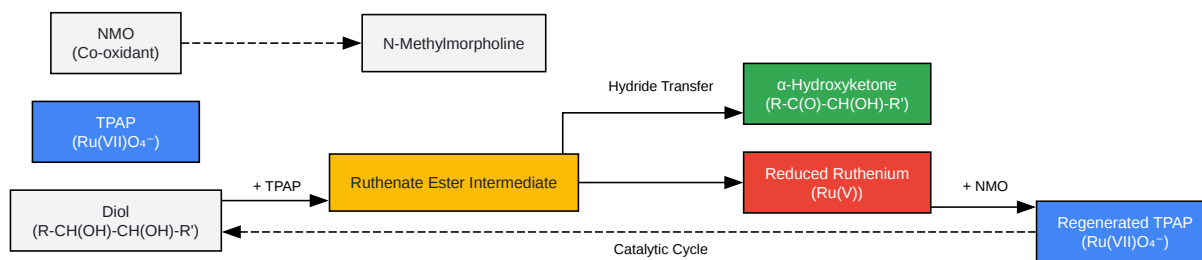 NMO
(Co-oxidant)
N-Methylmorpholine
Hydride Transfer
α-Hydroxyketone
(R-C(O)-CH(OH)-R')
TPAP
(Ru(VII)O₄⁻)
+ TPAP
Ruthenate Ester Intermediate
Reduced Ruthenium
(Ru(V))
+ NMO
Diol
(R-CH(OH)-CH(OH)-R')
Catalytic Cycle
Regenerated TPAP
(Ru(VII)O₄⁻)